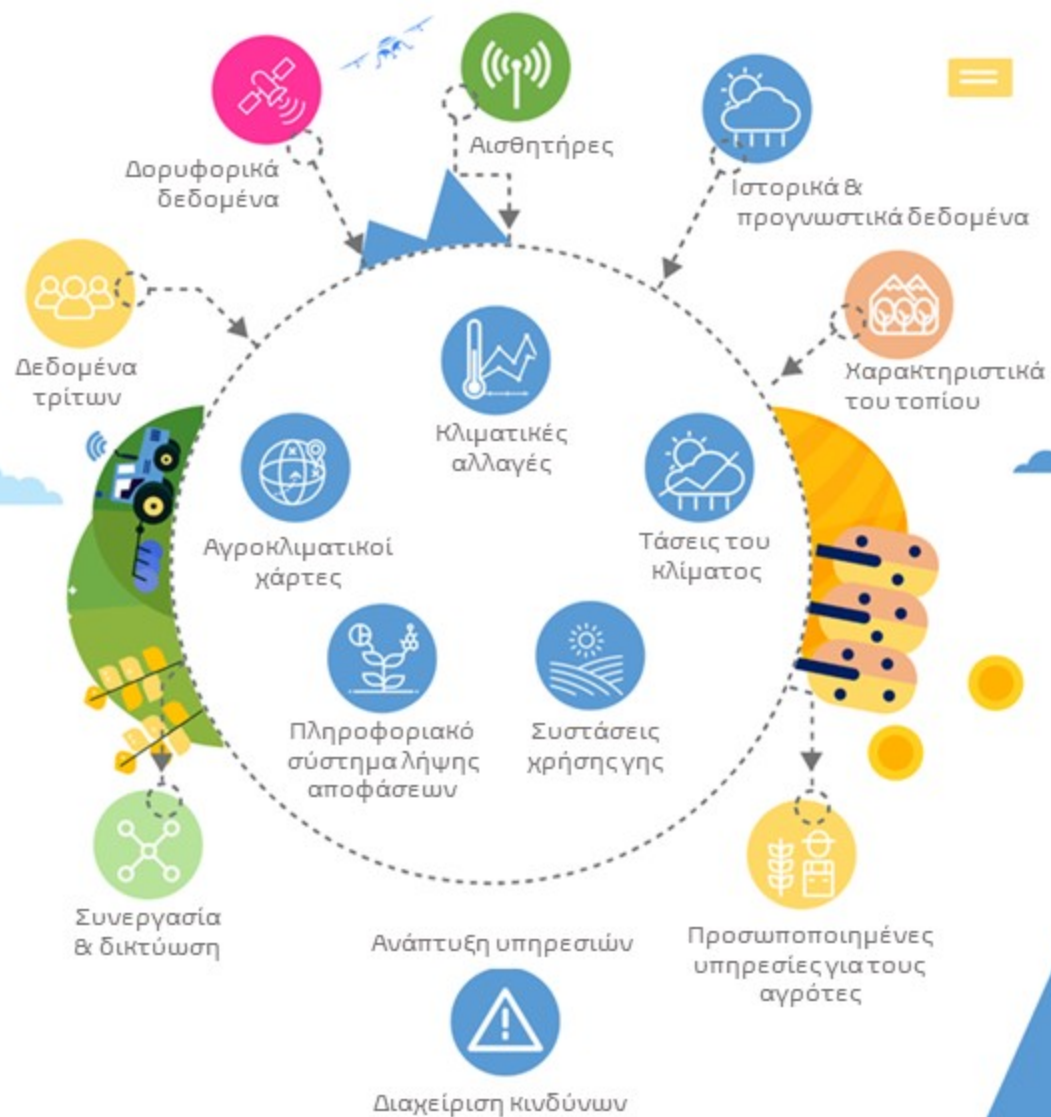 Αισθητήρες
Δορυφορικά
δεδομένα
Ιστορικά &
προγνωστικά δεδομένα
Δεδομένα
τρίτων
Χαρακτηριστικά
του τοπίου
Κλιματικές
αλλαγές
Αγροκλιματικοί
χάρτες
Τάσεις του
κλίματος
Πληροφοριακό
σύστημα λήψης
αποφάσεων
Συστάσεις
χρήσης γης
Συνεργασία
& δικτύωση
Ανάπτυξη υπηρεσιών
Προσωποποιημένες
υπηρεσίες για τους
αγρότες
Διαχείριση κινδύνων